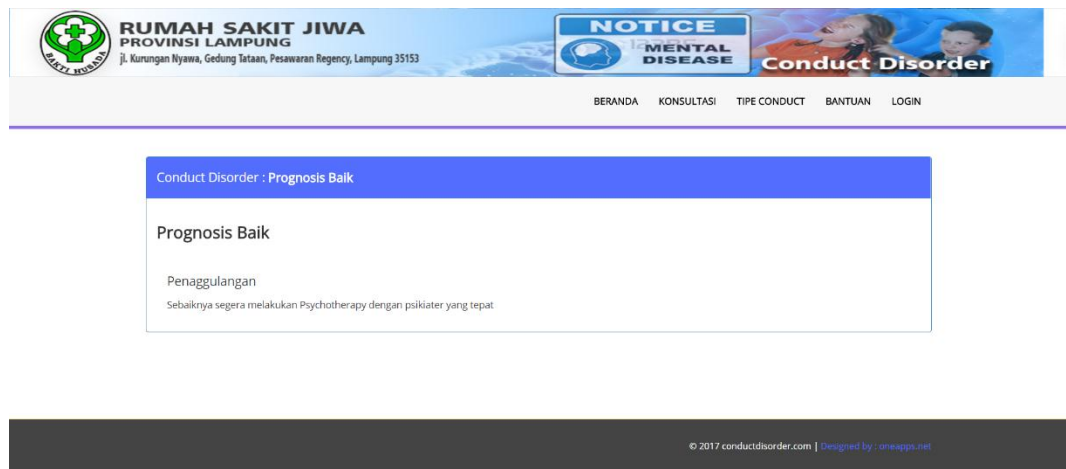 RUMAH SAKIT JIWA
PROVINSI LAMPUNG
jl. Kurungan Nyawa, Gedung Tataan, Pesawaran Regency, Lampung 35153
BAKTI HUSADA
NOTICE
MENTAL
DISEASE
Conduct Disorder
BERANDA KONSULTASI TIPE CONDUCT BANTUAN LOGIN
Conduct Disorder : Prognosis Baik
Prognosis Baik
Penaggulangan
Sebaiknya segera melakukan Psychotherapy dengan psikiater yang tepat
© 2017 conductdisorder.com | Designed by : oneapps.net